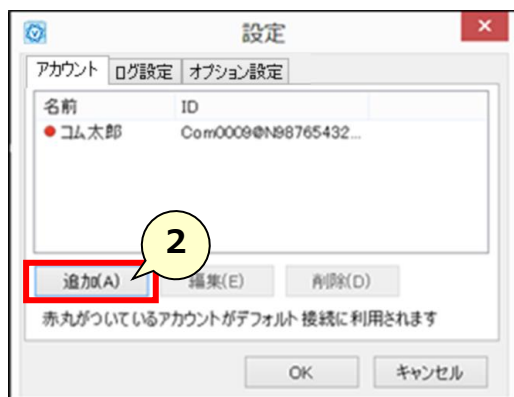 設定
アカウント ログ設定 オプション設定
名前 ID
コム太郎 Com0009@N98765432...
2
追加(A) 編集(E) 削除(D)
赤丸がついているアカウントがデフォルト接続に利用されます
OK キャンセル